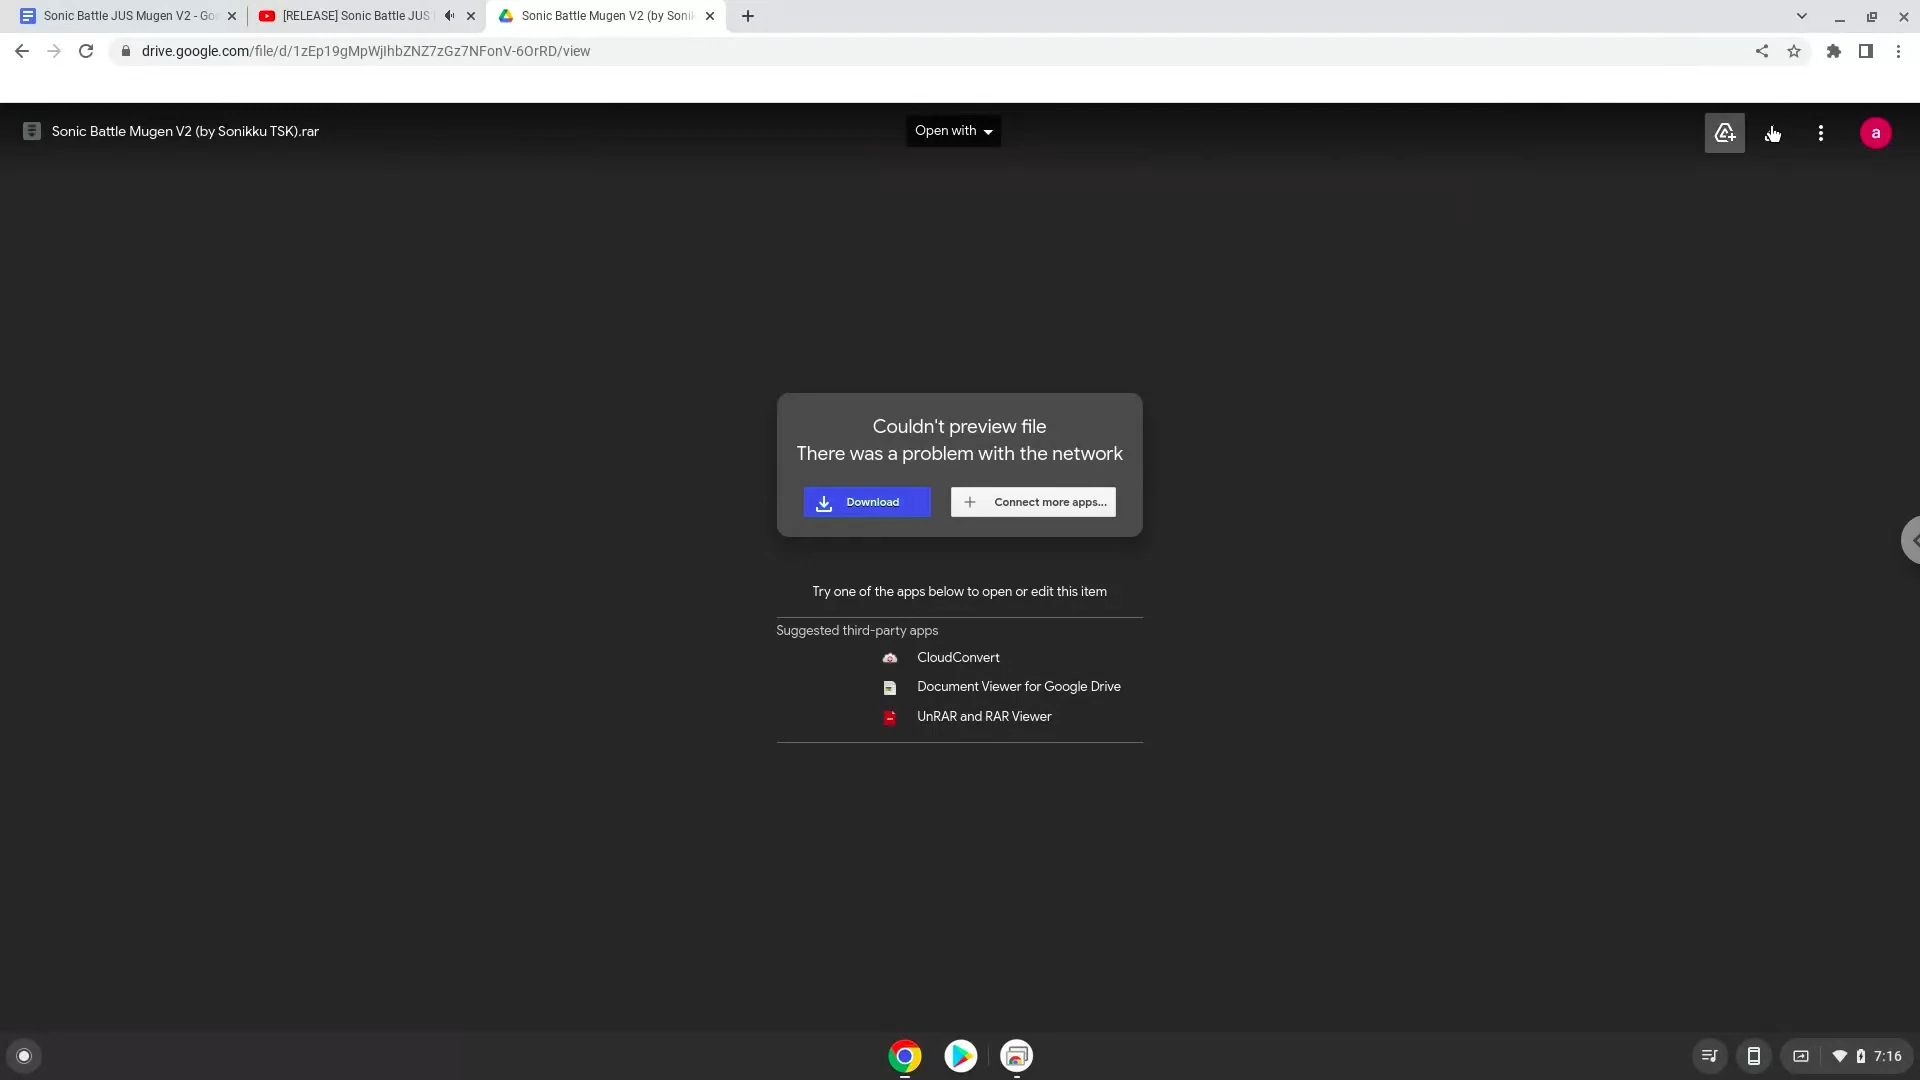 Sonic Battle JUS Mugen V2 - Go
[RELEASE] Sonic Battle JUS
Sonic Battle Mugen V2 (by Soni
drive.google.com/file/d/1zEp19gMpWjIhbZNZ7zGz7NFonV-6OrRD/view
Sonic Battle Mugen V2 (by Sonikku TSK).rar
Open with
a
Couldn't preview file
There was a problem with the network
Download
Connect more apps...
Try one of the apps below to open or edit this item
Suggested third-party apps
CloudConvert
Document Viewer for Google Drive
UnRAR and RAR Viewer
7:16